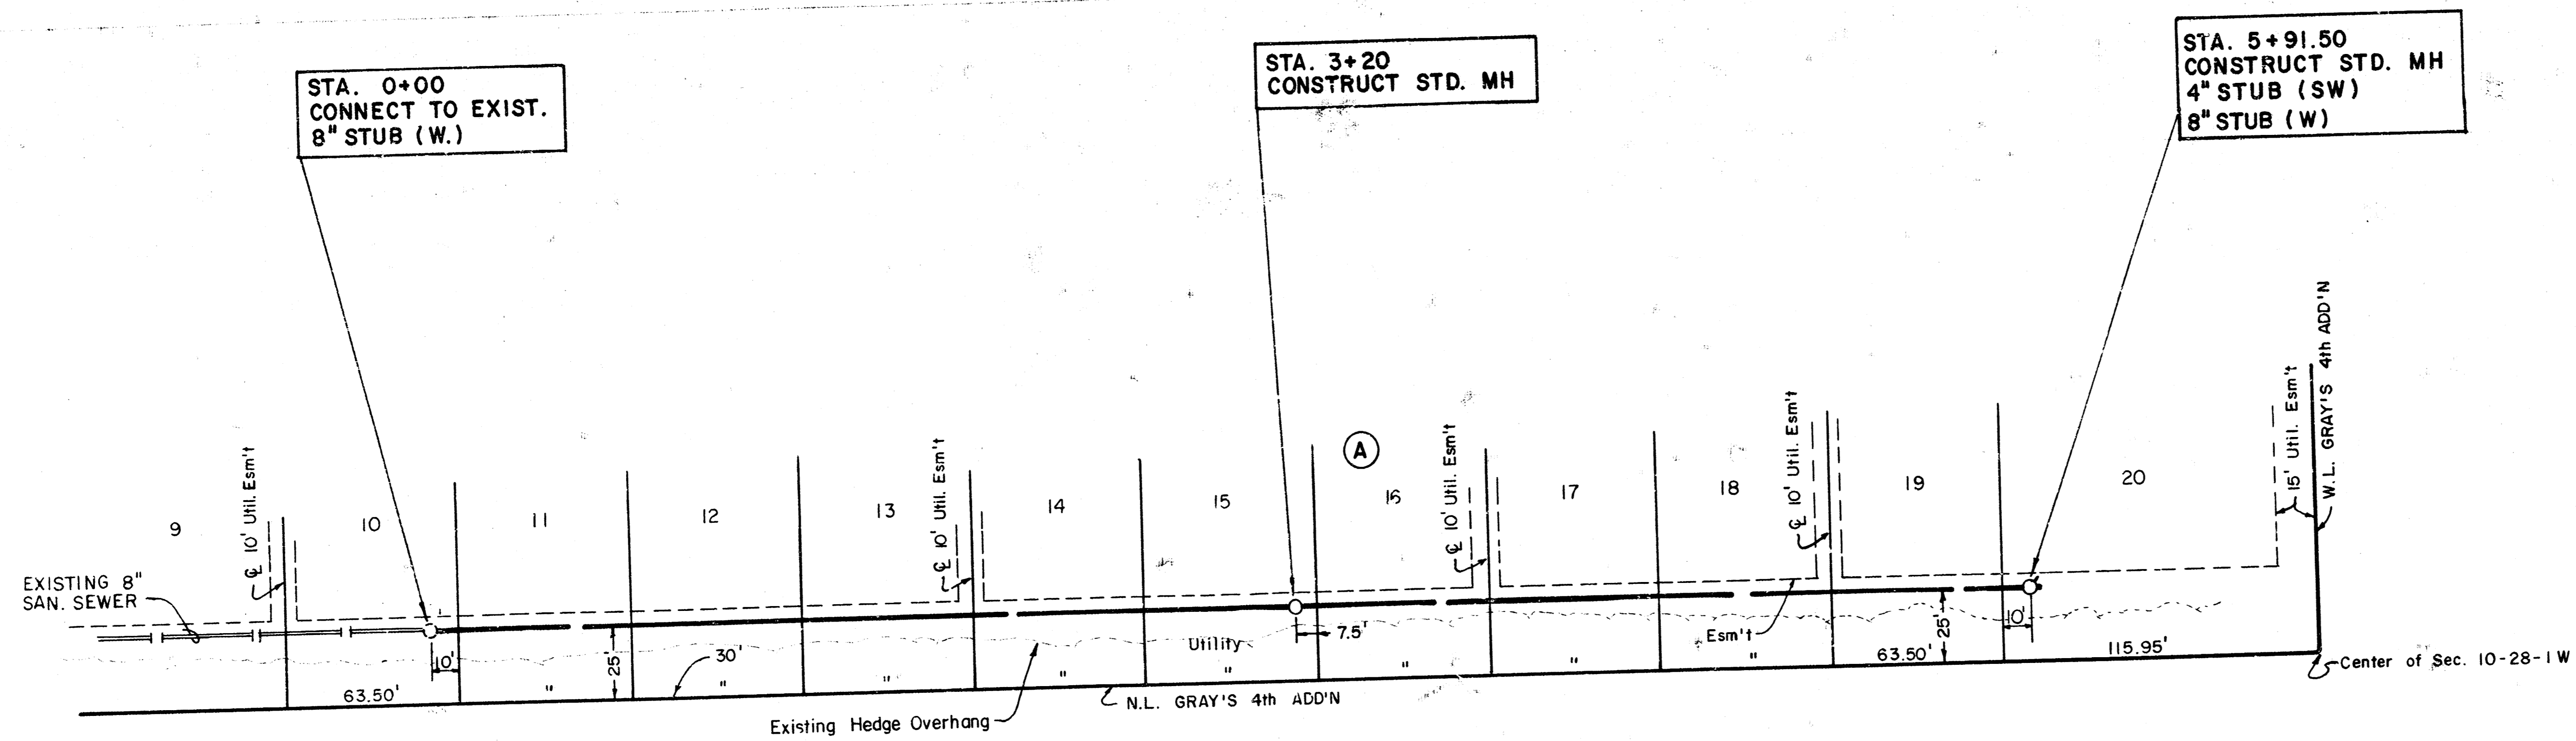 STA. 0+00
CONNECT TO EXIST.
8" STUB (W.)
STA. 3+20
CONSTRUCT STD. MH
STA. 5+91.50
CONSTRUCT STD. MH
4" STUB (SW)
8" STUB (W)
EXISTING 8"
SAN. SEWER
9
℄ 10' Util. Esm't
10
11
12
13
℄ 10' Util. Esm't
14
15
A
16
℄ 10' Util. Esm't
17
18
℄ 10' Util. Esm't
19
20
15' Util. Esm't
W.L. GRAY'S 4th ADD'N
10'
25'
30'
Utility
7.5'
Esm't
25'
10'
63.50'
"
"
"
"
"
"
"
"
63.50'
115.95'
Center of Sec. 10-28-1W
N.L. GRAY'S 4th ADD'N
Existing Hedge Overhang